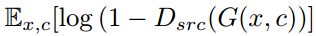 𝔼_{x,c}[log (1 − D_{src}(G(x, c))]